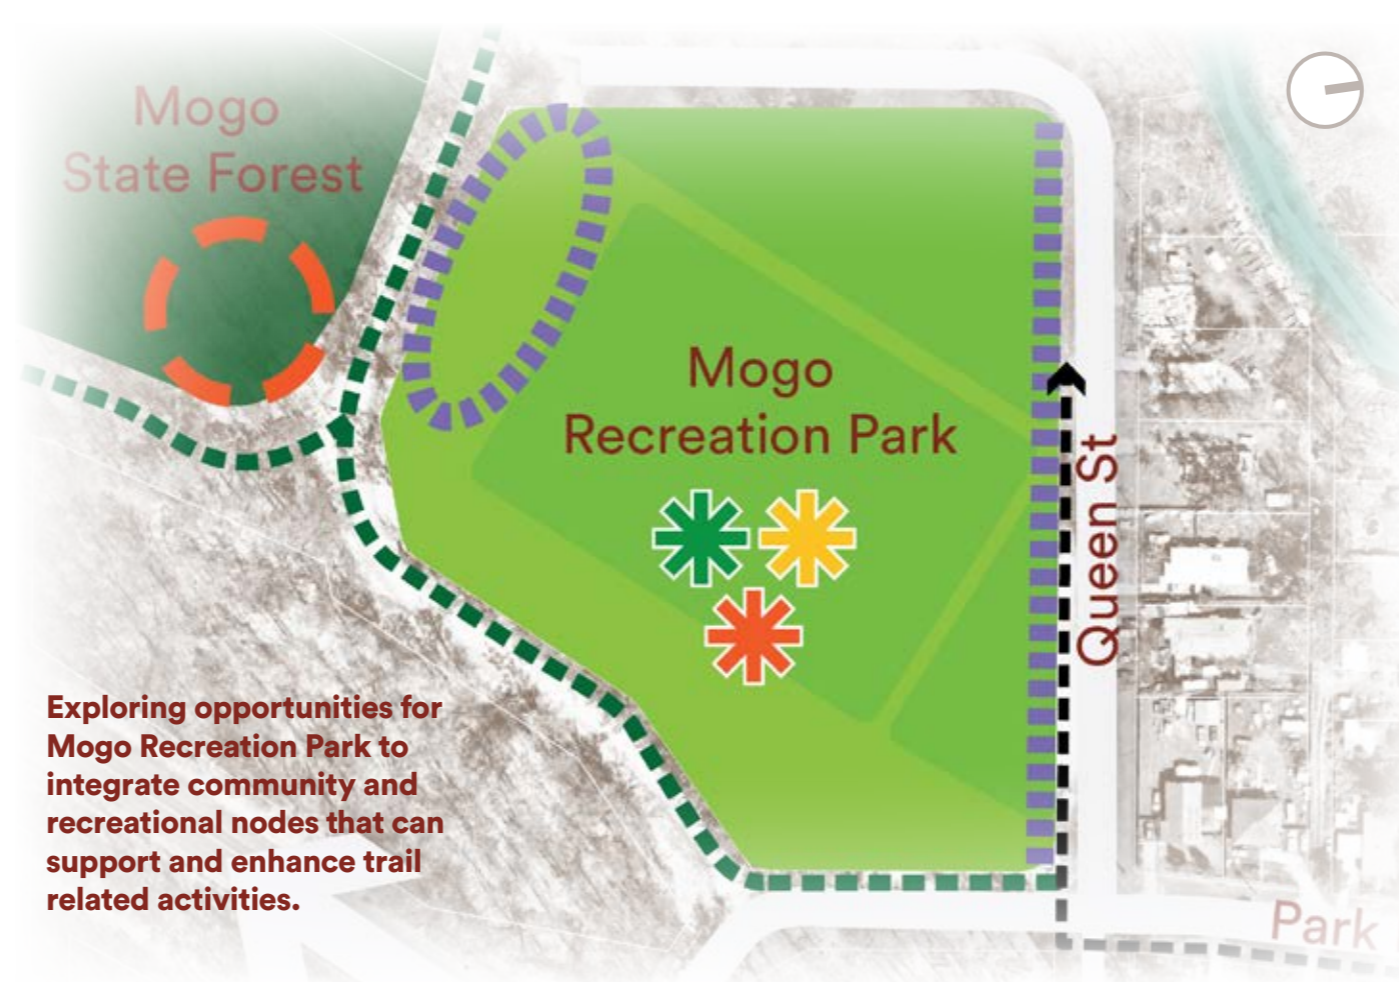 Mogo
State Forest
Mogo
Recreation Park
Queen St
Exploring opportunities for
Mogo Recreation Park to
integrate community and
recreational nodes that can
support and enhance trail
related activities.
Park